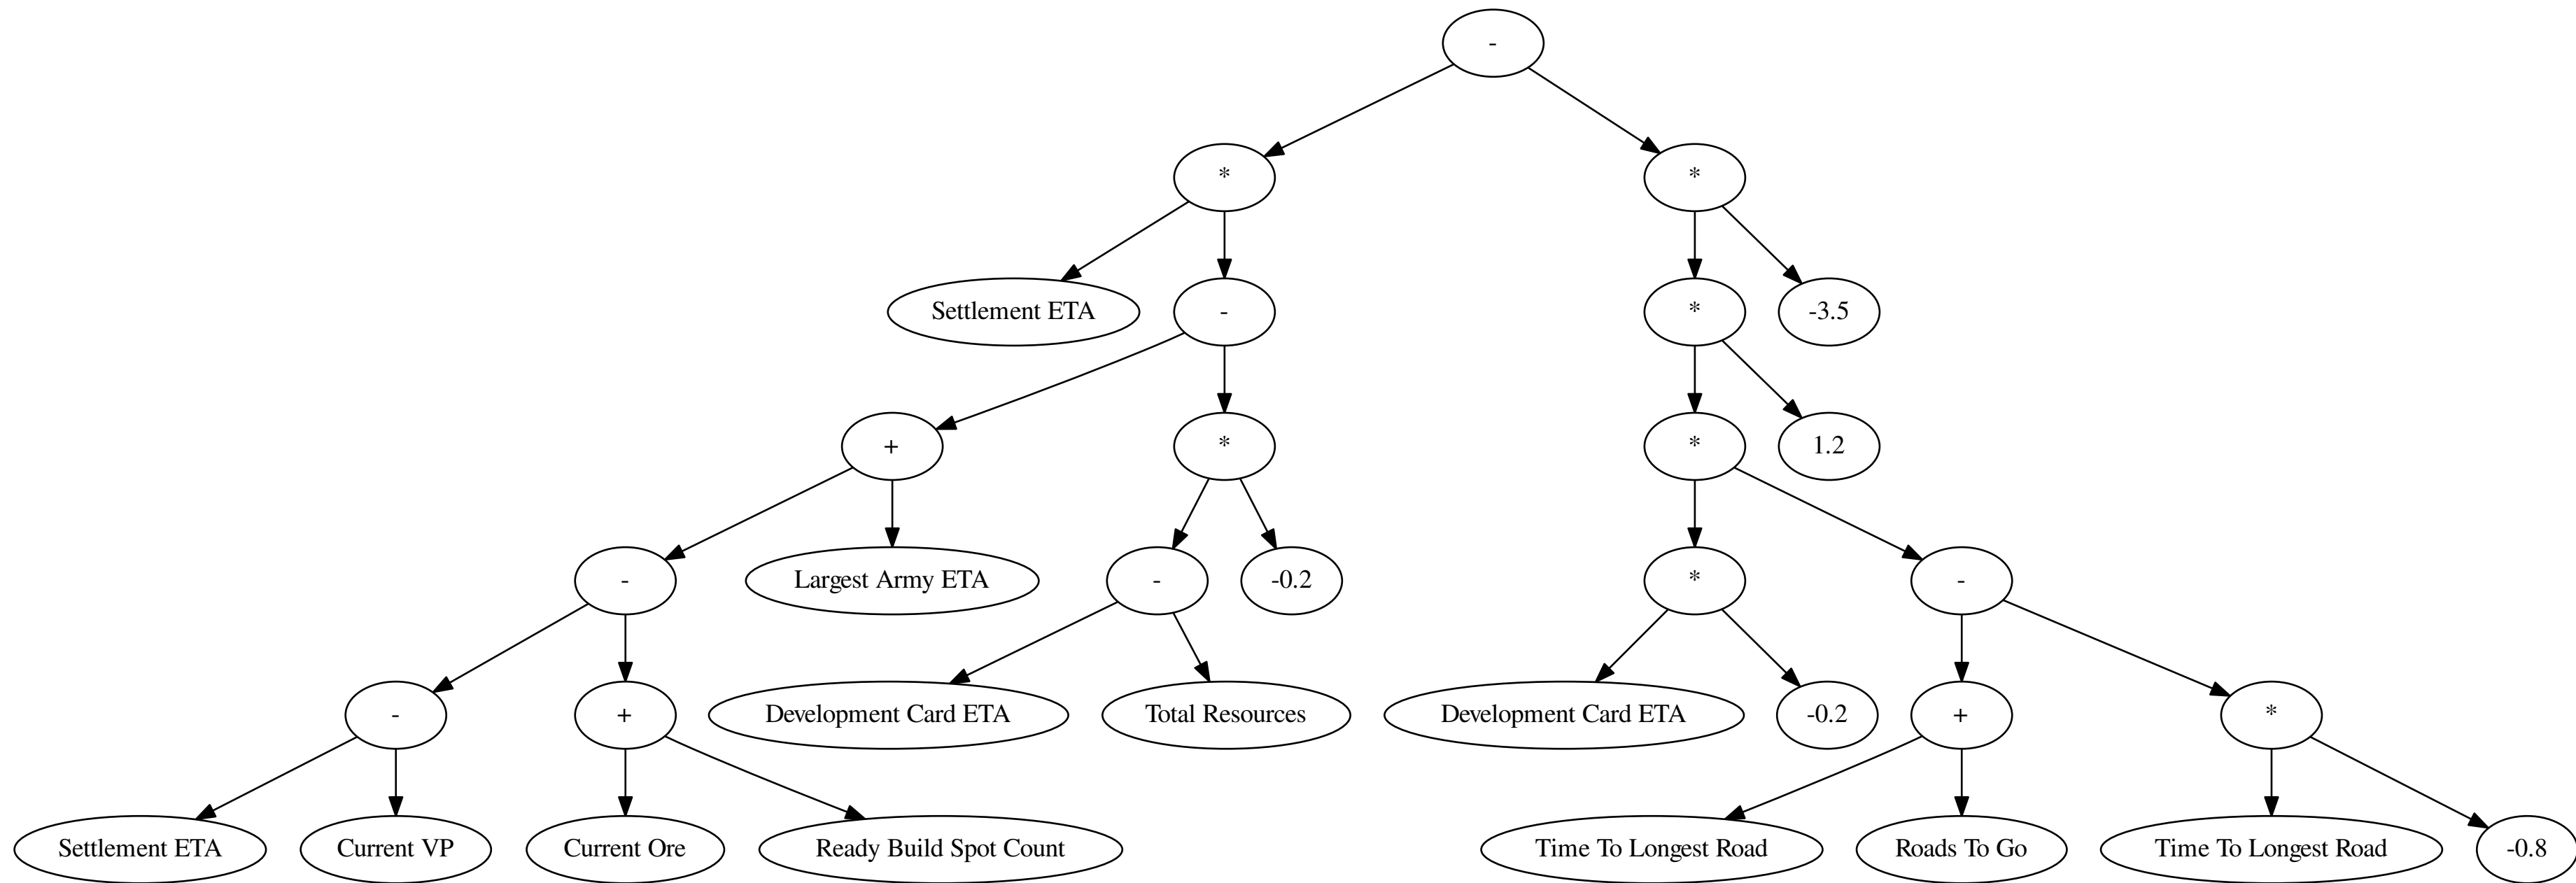 -
*
*
Settlement ETA
-
*
-3.5
+
*
*
1.2
-
Largest Army ETA
-
-0.2
*
-
-
+
Development Card ETA
Total Resources
Development Card ETA
-0.2
+
*
Settlement ETA
Current VP
Current Ore
Ready Build Spot Count
Time To Longest Road
Roads To Go
Time To Longest Road
-0.8